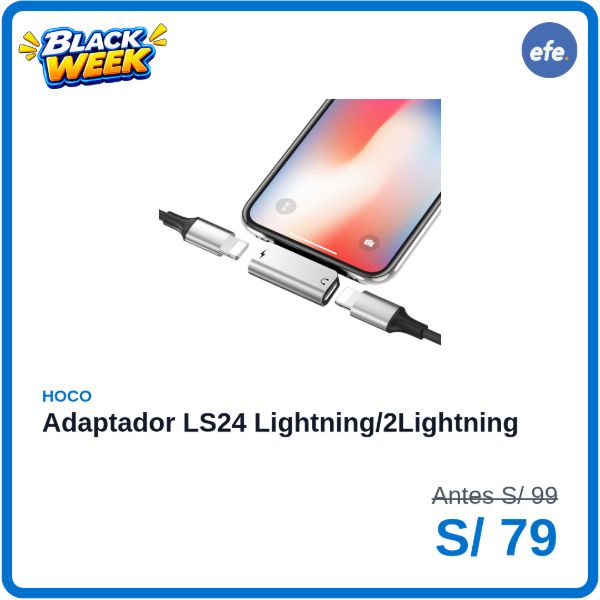 BLACK
WEEK
efe.
HOCO
Adaptador LS24 Lightning/2Lightning
Antes S/ 99
S/ 79